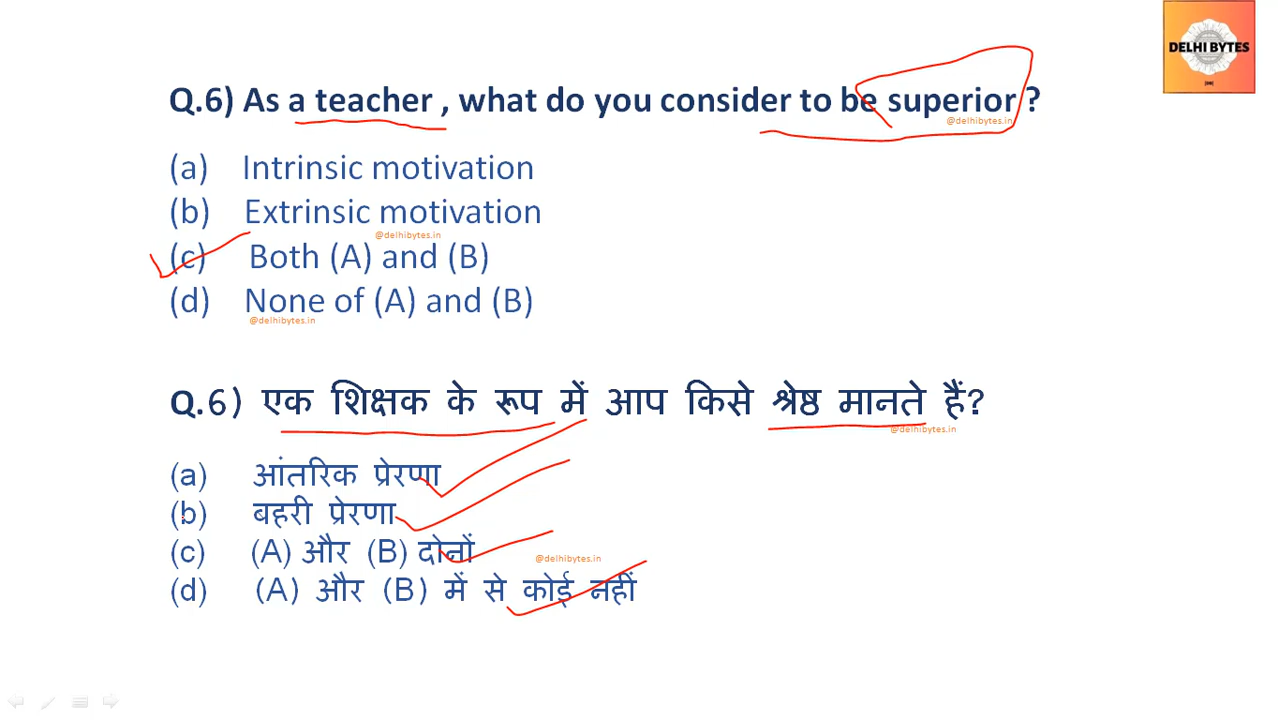 DELHI BYTES
Q.6) As a teacher , what do you consider to be superior ?
@delhibytes.in
(a) Intrinsic motivation
(b) Extrinsic motivation
@delhibytes.in
(c) Both (A) and (B)
(d) None of (A) and (B)
@delhibytes.in
Q.6) एक शिक्षक के रूप में आप किसे श्रेष्ठ मानते हैं?
@delhibytes.in
(a) आंतरिक प्रेरणा
(b) बहरी प्रेरणा
(c) (A) और (B) दोनों
@delhibytes.in
(d) (A) और (B) में से कोई नहीं